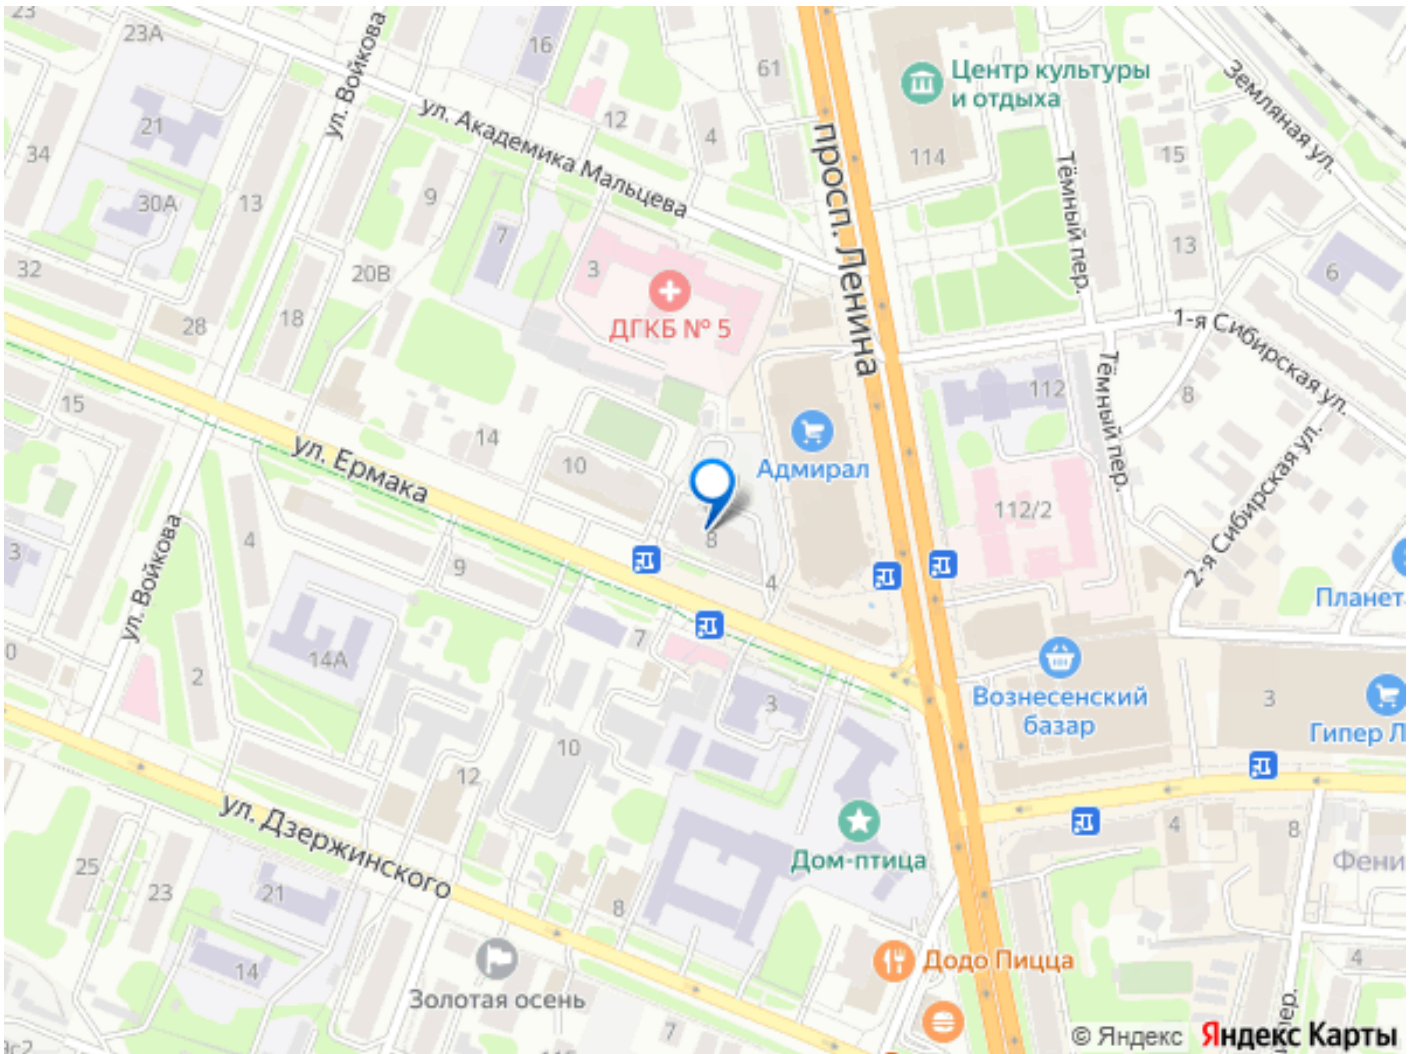 23
23А
ул. Войкова
16
61
Центр культуры
и отдыха
Земляная ул.
21
34
ул. Академика Мальцева
12
4
просп. Ленина
114
15
Тёмный пер.
30А
13
9
7
3
13
6
32
20В
28
18
ДГКБ № 5
1-я Сибирская ул.
Тёмный пер.
112
8
15
ул. Ермака
14
10
Адмирал
2-я Сибирская ул.
112/2
8
3
ул. Войкова
4
9
4
Планет
7
14А
2
Вознесенский
базар
3
3
Гипер Л
10
12
ул. Дзержинского
4
8
Дом-птица
Фени
25
23
21
8
14
Золотая осень
Додо Пицца
4
7
пер.
© Яндекс Яндекс Карты